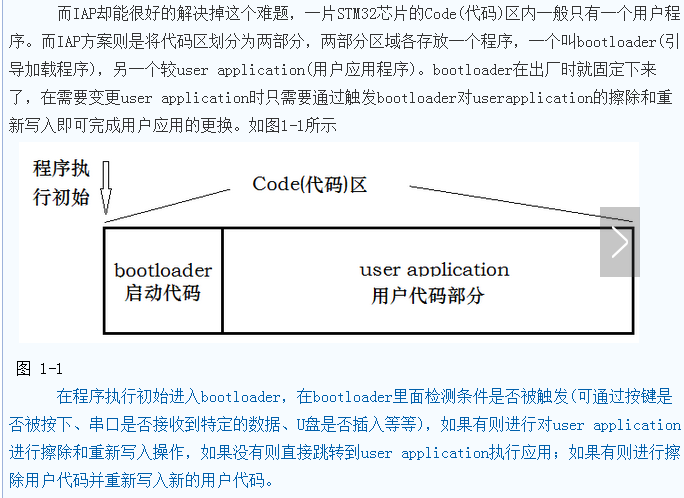 而IAP却能很好的解决掉这个难题，一片STM32芯片的Code(代码)区内一般只有一个用户程
序。而IAP方案则是将代码区划分为两部分，两部分区域各存放一个程序，一个叫bootloader(引
导加载程序)，另一个较user application(用户应用程序)。bootloader在出厂时就固定下来
了，在需要变更user application时只需要通过触发bootloader对userapplication的擦除和重
新写入即可完成用户应用的更换。如图1-1所示
程序执
行初始
Code(代码)区
bootloader
启动代码
user application
用户代码部分
图 1-1
在程序执行初始进入bootloader，在bootloader里面检测条件是否被触发(可通过按键是
否被按下、串口是否接收到特定的数据、U盘是否插入等等)，如果有则进行对user application
进行擦除和重新写入操作，如果没有则直接跳转到user application执行应用；如果有则进行擦
除用户代码并重新写入新的用户代码。